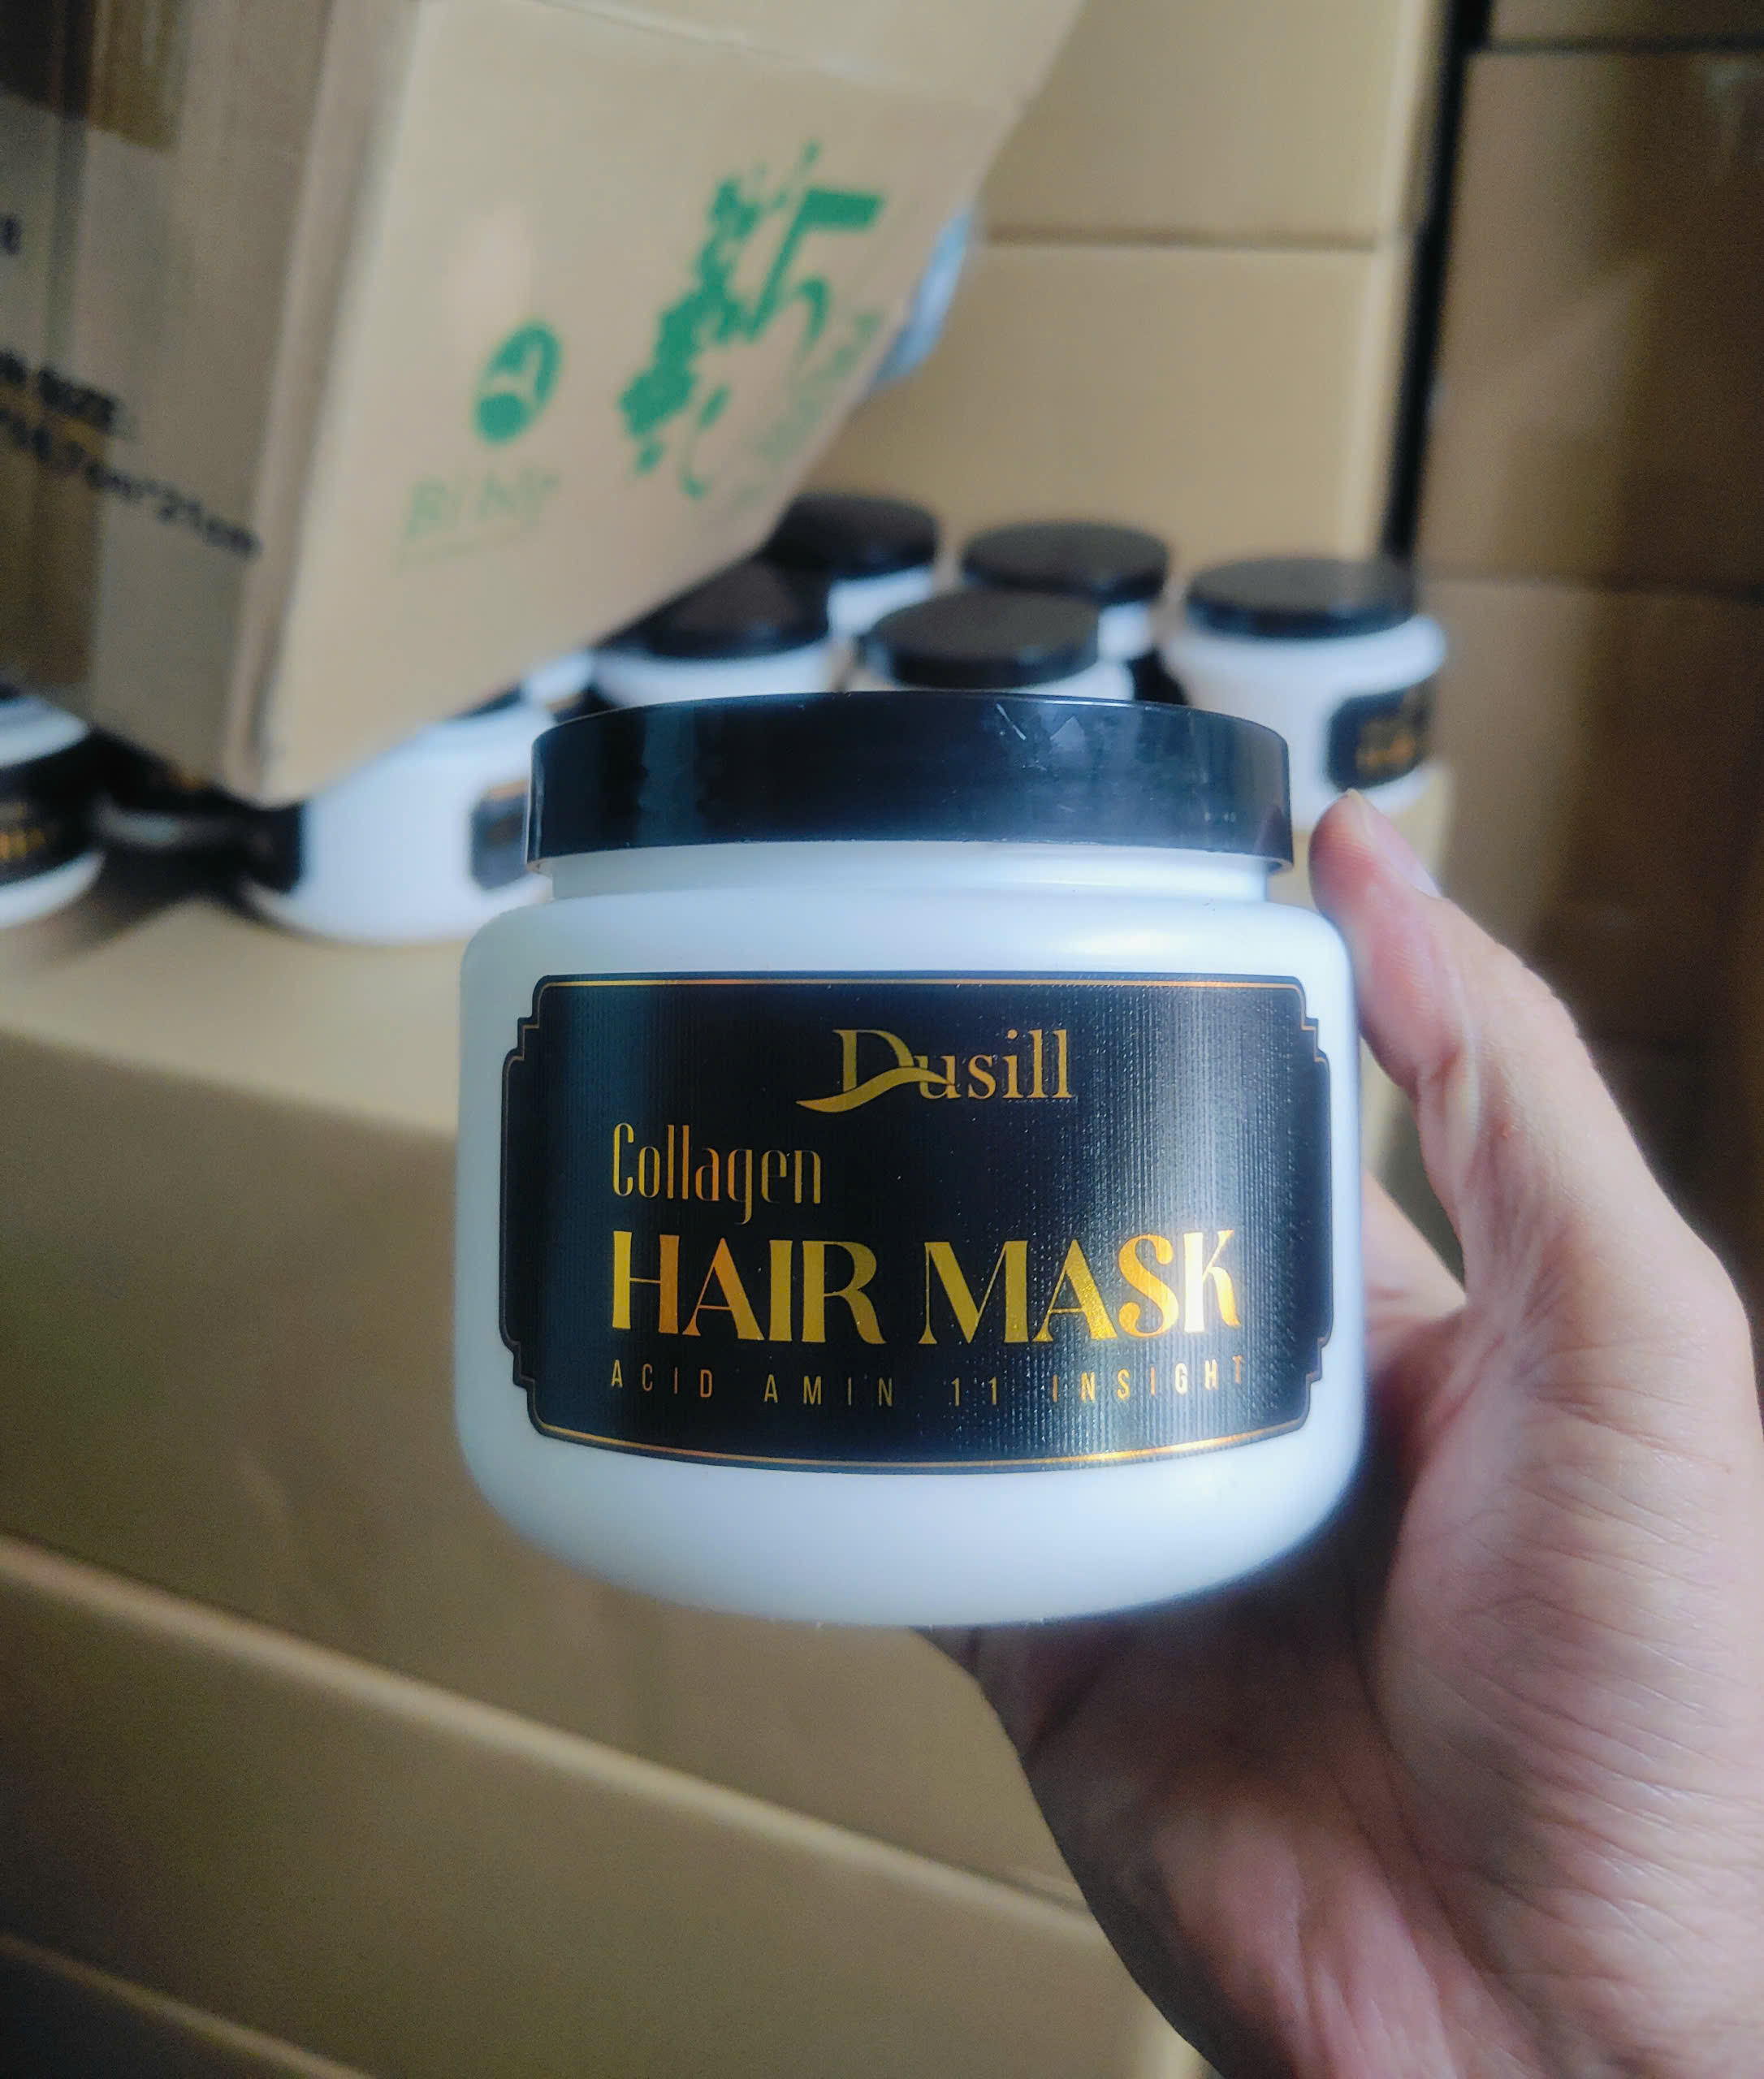 Dusill
Collagen
HAIR MASK
ACID AMIN 11 INSIGHT